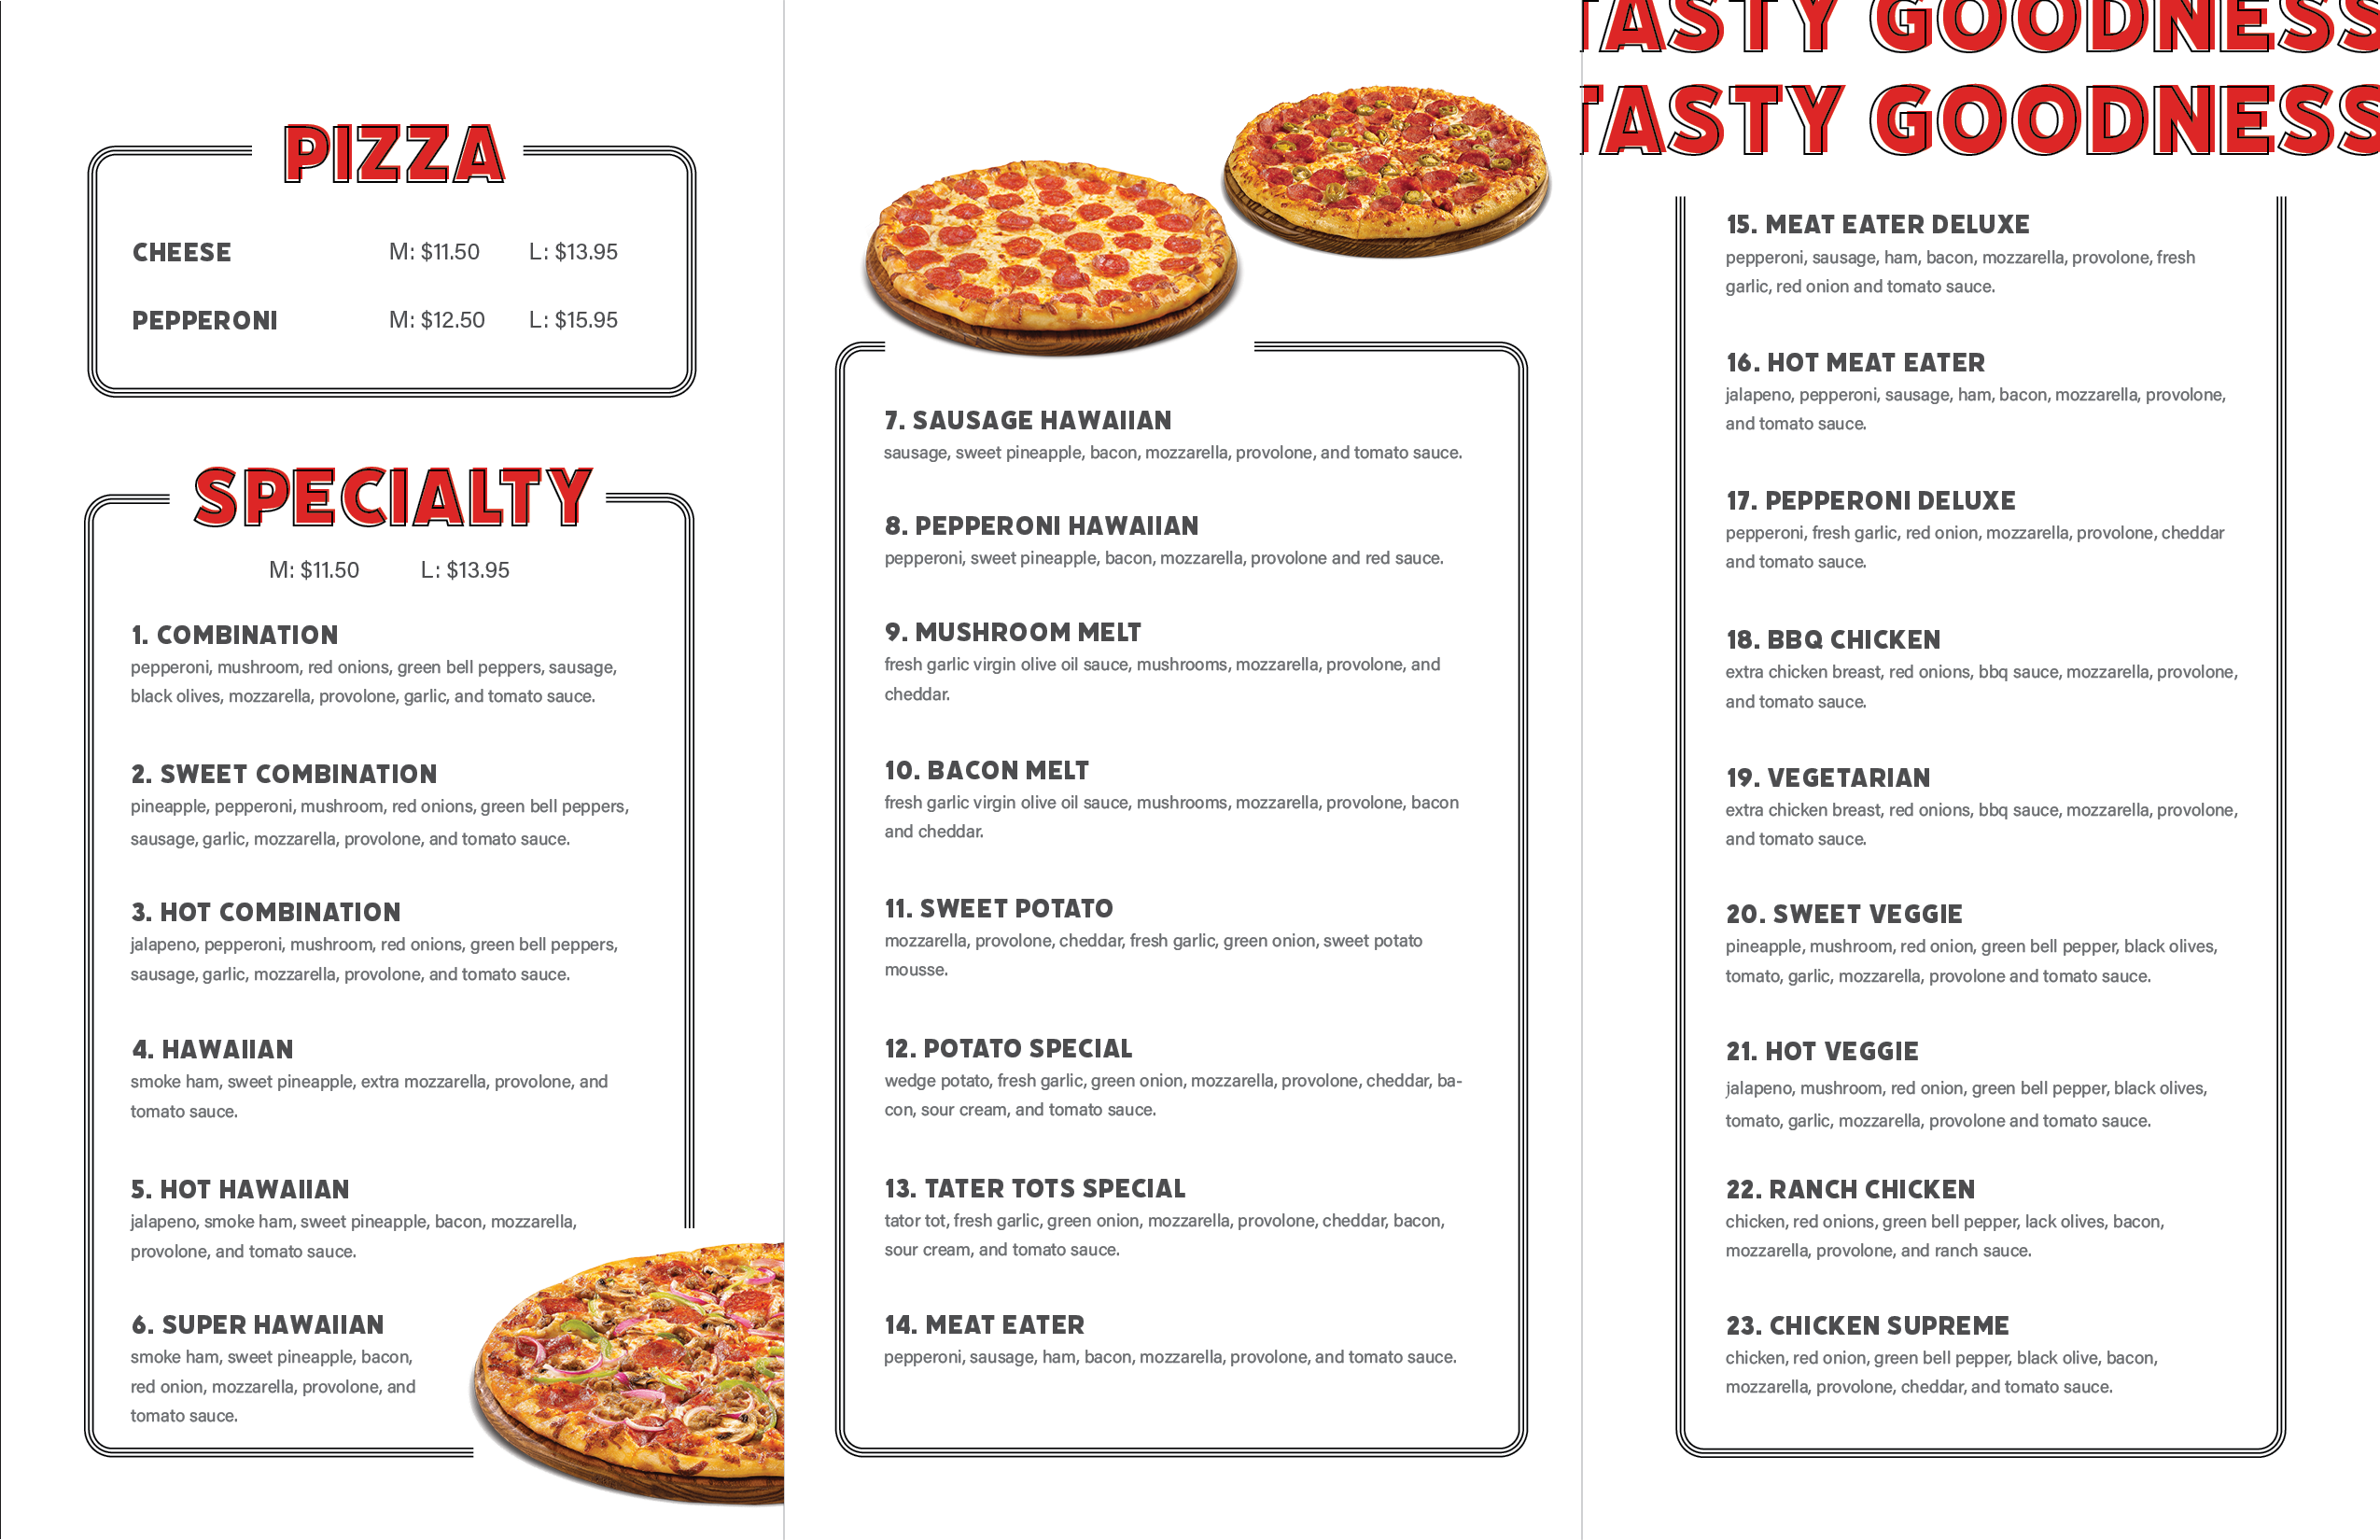 PIZZA
CHEESE M: $11.50 L: $13.95
PEPPERONI M: $12.50 L: $15.95
SPECIALTY
M: $11.50 L: $13.95
1. COMBINATION
pepperoni, mushroom, red onions, green bell peppers, sausage,
black olives, mozzarella, provolone, garlic, and tomato sauce.
2. SWEET COMBINATION
pineapple, pepperoni, mushroom, red onions, green bell peppers,
sausage, garlic, mozzarella, provolone, and tomato sauce.
3. HOT COMBINATION
jalapeno, pepperoni, mushroom, red onions, green bell peppers,
sausage, garlic, mozzarella, provolone, and tomato sauce.
4. HAWAIIAN
smoke ham, sweet pineapple, extra mozzarella, provolone, and
tomato sauce.
5. HOT HAWAIIAN
jalapeno, smoke ham, sweet pineapple, bacon, mozzarella,
provolone, and tomato sauce.
6. SUPER HAWAIIAN
smoke ham, sweet pineapple, bacon,
red onion, mozzarella, provolone, and
tomato sauce.
7. SAUSAGE HAWAIIAN
sausage, sweet pineapple, bacon, mozzarella, provolone, and tomato sauce.
8. PEPPERONI HAWAIIAN
pepperoni, sweet pineapple, bacon, mozzarella, provolone and red sauce.
9. MUSHROOM MELT
fresh garlic virgin olive oil sauce, mushrooms, mozzarella, provolone, and
cheddar.
10. BACON MELT
fresh garlic virgin olive oil sauce, mushrooms, mozzarella, provolone, bacon
and cheddar.
11. SWEET POTATO
mozzarella, provolone, cheddar, fresh garlic, green onion, sweet potato
mousse.
12. POTATO SPECIAL
wedge potato, fresh garlic, green onion, mozzarella, provolone, cheddar, ba-
con, sour cream, and tomato sauce.
13. TATER TOTS SPECIAL
tator tot, fresh garlic, green onion, mozzarella, provolone, cheddar, bacon,
sour cream, and tomato sauce.
14. MEAT EATER
pepperoni, sausage, ham, bacon, mozzarella, provolone, and tomato sauce.
TASTY GOODNESS
TASTY GOODNESS
15. MEAT EATER DELUXE
pepperoni, sausage, ham, bacon, mozzarella, provolone, fresh
garlic, red onion and tomato sauce.
16. HOT MEAT EATER
jalapeno, pepperoni, sausage, ham, bacon, mozzarella, provolone,
and tomato sauce.
17. PEPPERONI DELUXE
pepperoni, fresh garlic, red onion, mozzarella, provolone, cheddar
and tomato sauce.
18. BBQ CHICKEN
extra chicken breast, red onions, bbq sauce, mozzarella, provolone,
and tomato sauce.
19. VEGETARIAN
extra chicken breast, red onions, bbq sauce, mozzarella, provolone,
and tomato sauce.
20. SWEET VEGGIE
pineapple, mushroom, red onion, green bell pepper, black olives,
tomato, garlic, mozzarella, provolone and tomato sauce.
21. HOT VEGGIE
jalapeno, mushroom, red onion, green bell pepper, black olives,
tomato, garlic, mozzarella, provolone and tomato sauce.
22. RANCH CHICKEN
chicken, red onions, green bell pepper, lack olives, bacon,
mozzarella, provolone, and ranch sauce.
23. CHICKEN SUPREME
chicken, red onion, green bell pepper, black olive, bacon,
mozzarella, provolone, cheddar, and tomato sauce.